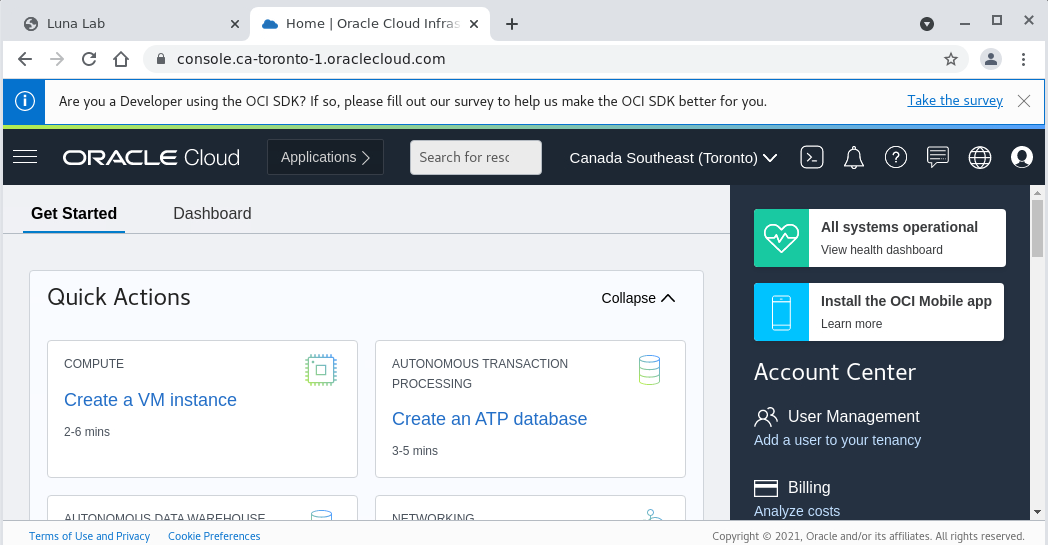 Luna Lab
Home | Oracle Cloud Infras
console.ca-toronto-1.oraclecloud.com
Are you a Developer using the OCI SDK? If so, please fill out our survey to help us make the OCI SDK better for you.
Take the survey
ORACLE Cloud
Applications
Search for resc
Canada Southeast (Toronto)
Get Started
Dashboard
Quick Actions
Collapse
COMPUTE
Create a VM instance
2-6 mins
AUTONOMOUS TRANSACTION
PROCESSING
Create an ATP database
3-5 mins
AUTONOMOUS DATA WAREHOUSE
NETWORKING
All systems operational
View health dashboard
Install the OCI Mobile app
Learn more
Account Center
User Management
Add a user to your tenancy
Billing
Analyze costs
Terms of Use and Privacy
Cookie Preferences
Copyright © 2021, Oracle and/or its affiliates. All rights reserved.